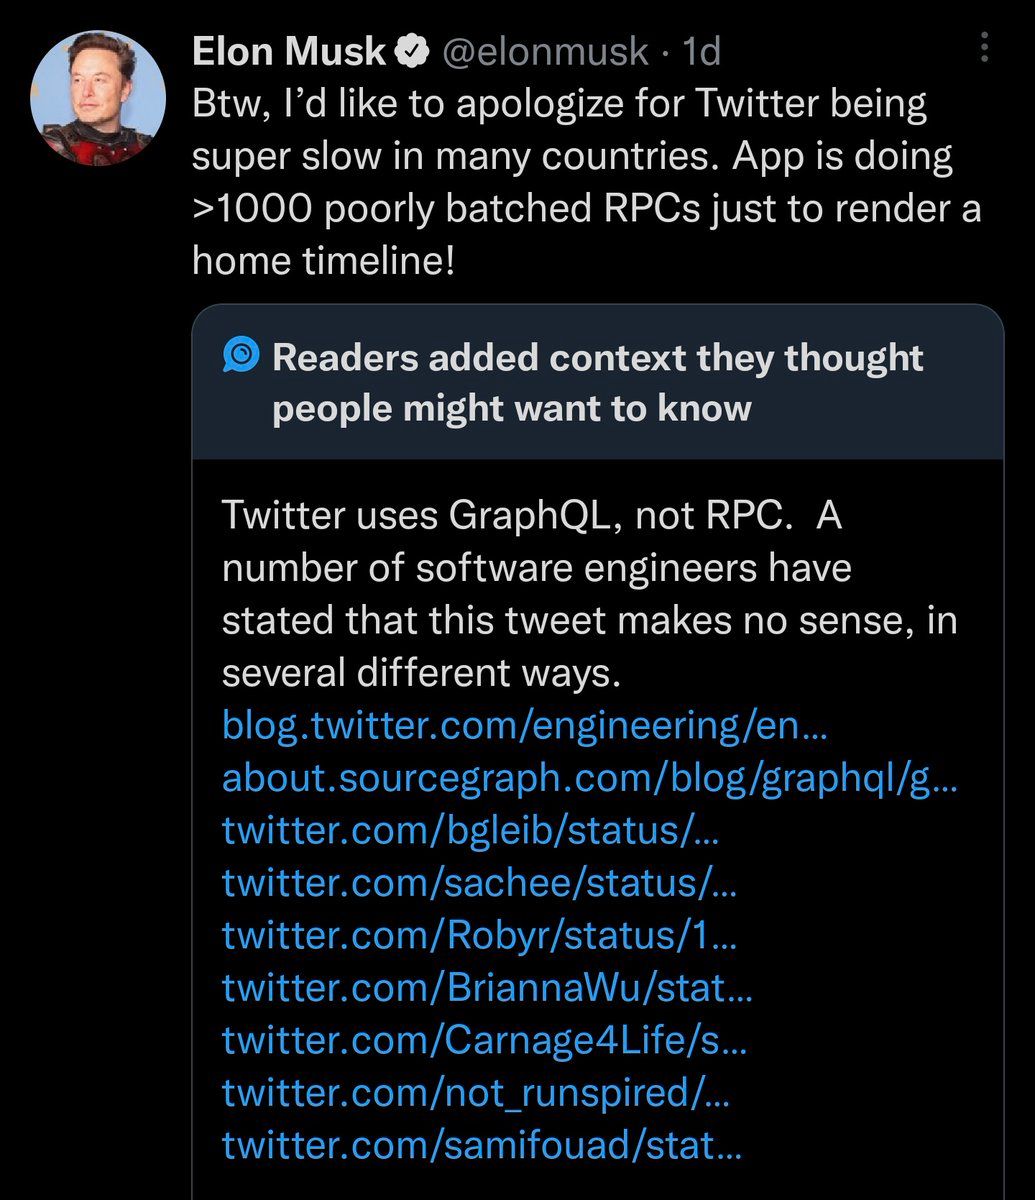 Elon Musk @elonmusk · 1d
Btw, I’d like to apologize for Twitter being
super slow in many countries. App is doing
>1000 poorly batched RPCs just to render a
home timeline!
Readers added context they thought
people might want to know
Twitter uses GraphQL, not RPC.  A
number of software engineers have
stated that this tweet makes no sense, in
several different ways.
blog.twitter.com/engineering/en…
about.sourcegraph.com/blog/graphql/g…
twitter.com/bgleib/status/…
twitter.com/sachee/status/…
twitter.com/Robyr/status/1…
twitter.com/BriannaWu/stat…
twitter.com/Carnage4Life/s…
twitter.com/not_runspired/…
twitter.com/samifouad/stat…